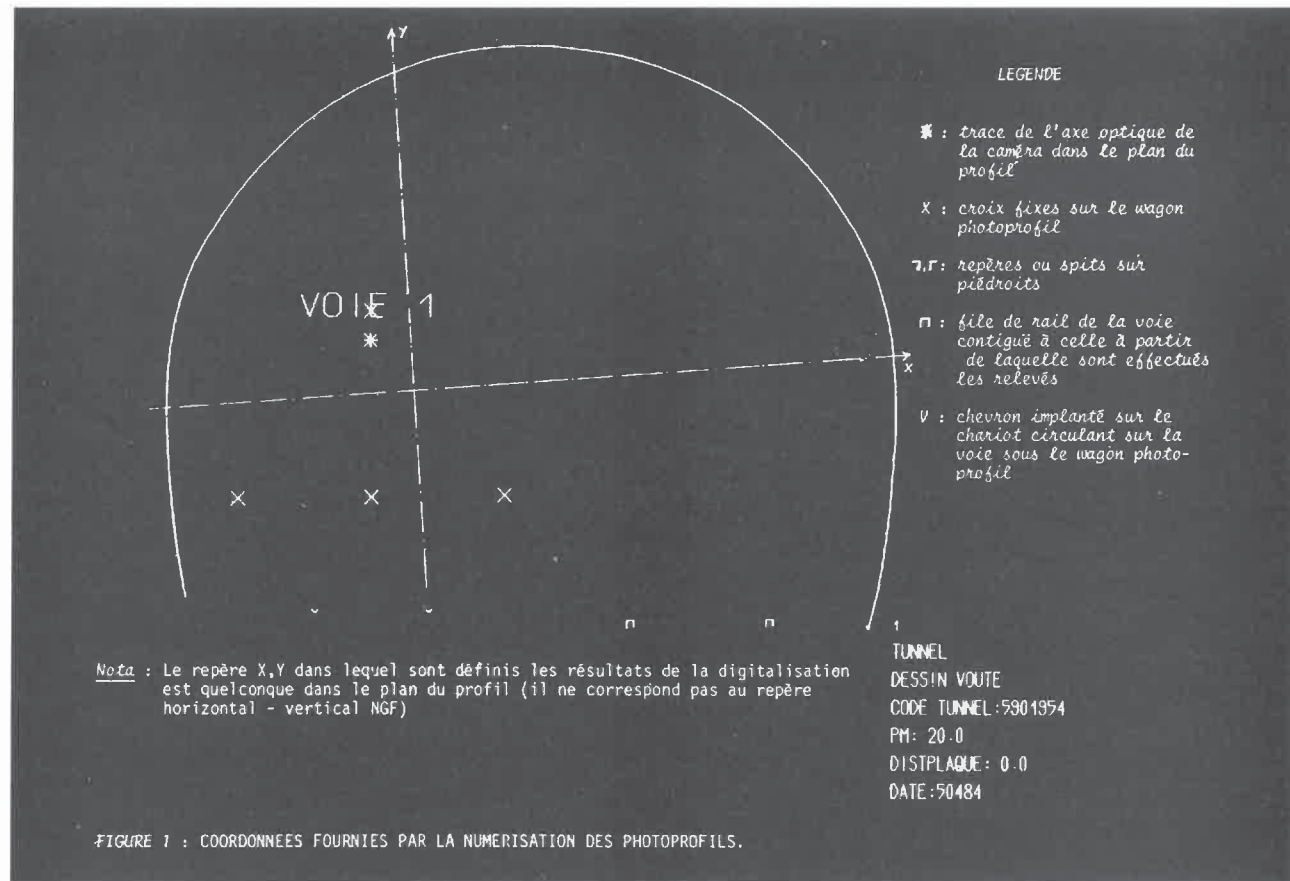 Y
VOIE 1
X
LEGENDE
* : trace de l'axe optique de
la caméra dans le plan du
profil
X : croix fixes sur le wagon
photoprofil
ㄱ,ꓩ: repères ou spits sur
piédroits
⊓ : file de rail de la voie
contiguë à celle à partir
de laquelle sont effectués
les relevés
V : chevron implanté sur le
chariot circulant sur la
voie sous le wagon photo-
profil
1
Nota : Le repère X,Y dans lequel sont définis les résultats de la digitalisation
est quelconque dans le plan du profil (il ne correspond pas au repère
horizontal - vertical NGF)
TUNNEL
DESSIN VOUTE
CODE TUNNEL:5901954
PM: 20.0
DISTPLAQUE: 0.0
DATE:50484
FIGURE 1 : COORDONNEES FOURNIES PAR LA NUMERISATION DES PHOTOPROFILS.